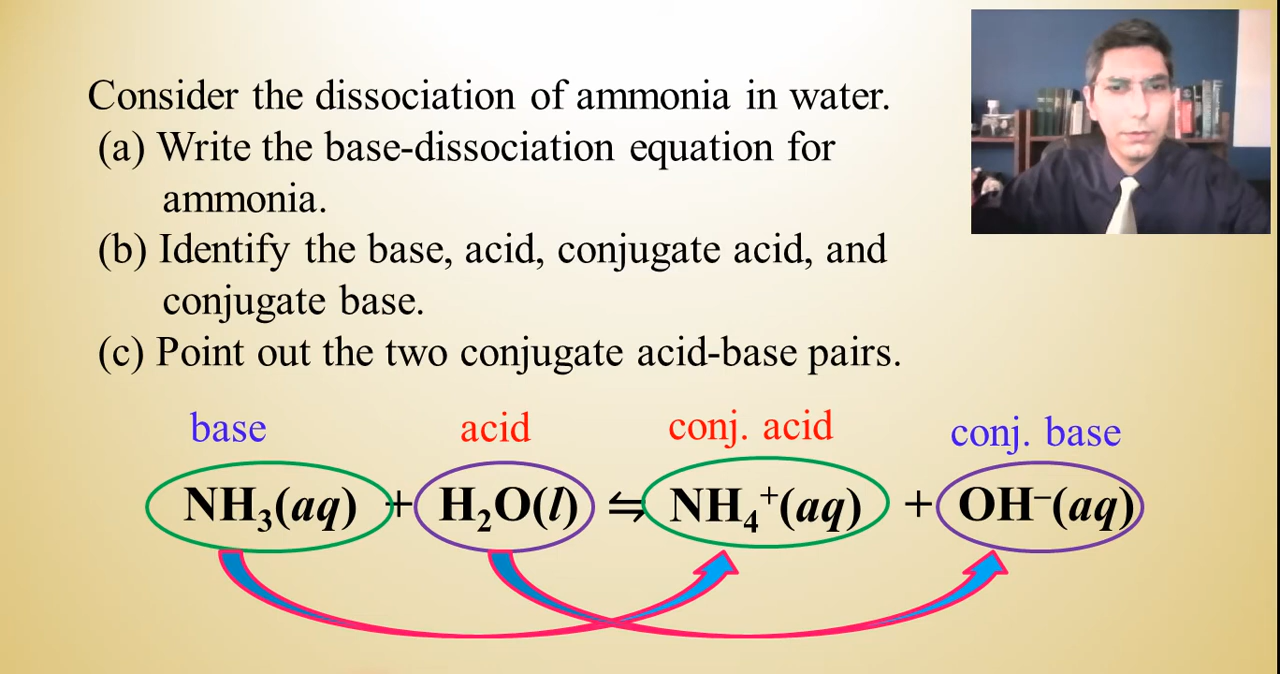 Consider the dissociation of ammonia in water.
(a) Write the base-dissociation equation for
ammonia.
(b) Identify the base, acid, conjugate acid, and
conjugate base.
(c) Point out the two conjugate acid-base pairs.
base acid conj. acid conj. base
NH₃(aq) + H₂O(l) ⇋ NH₄⁺(aq) + OH⁻(aq)